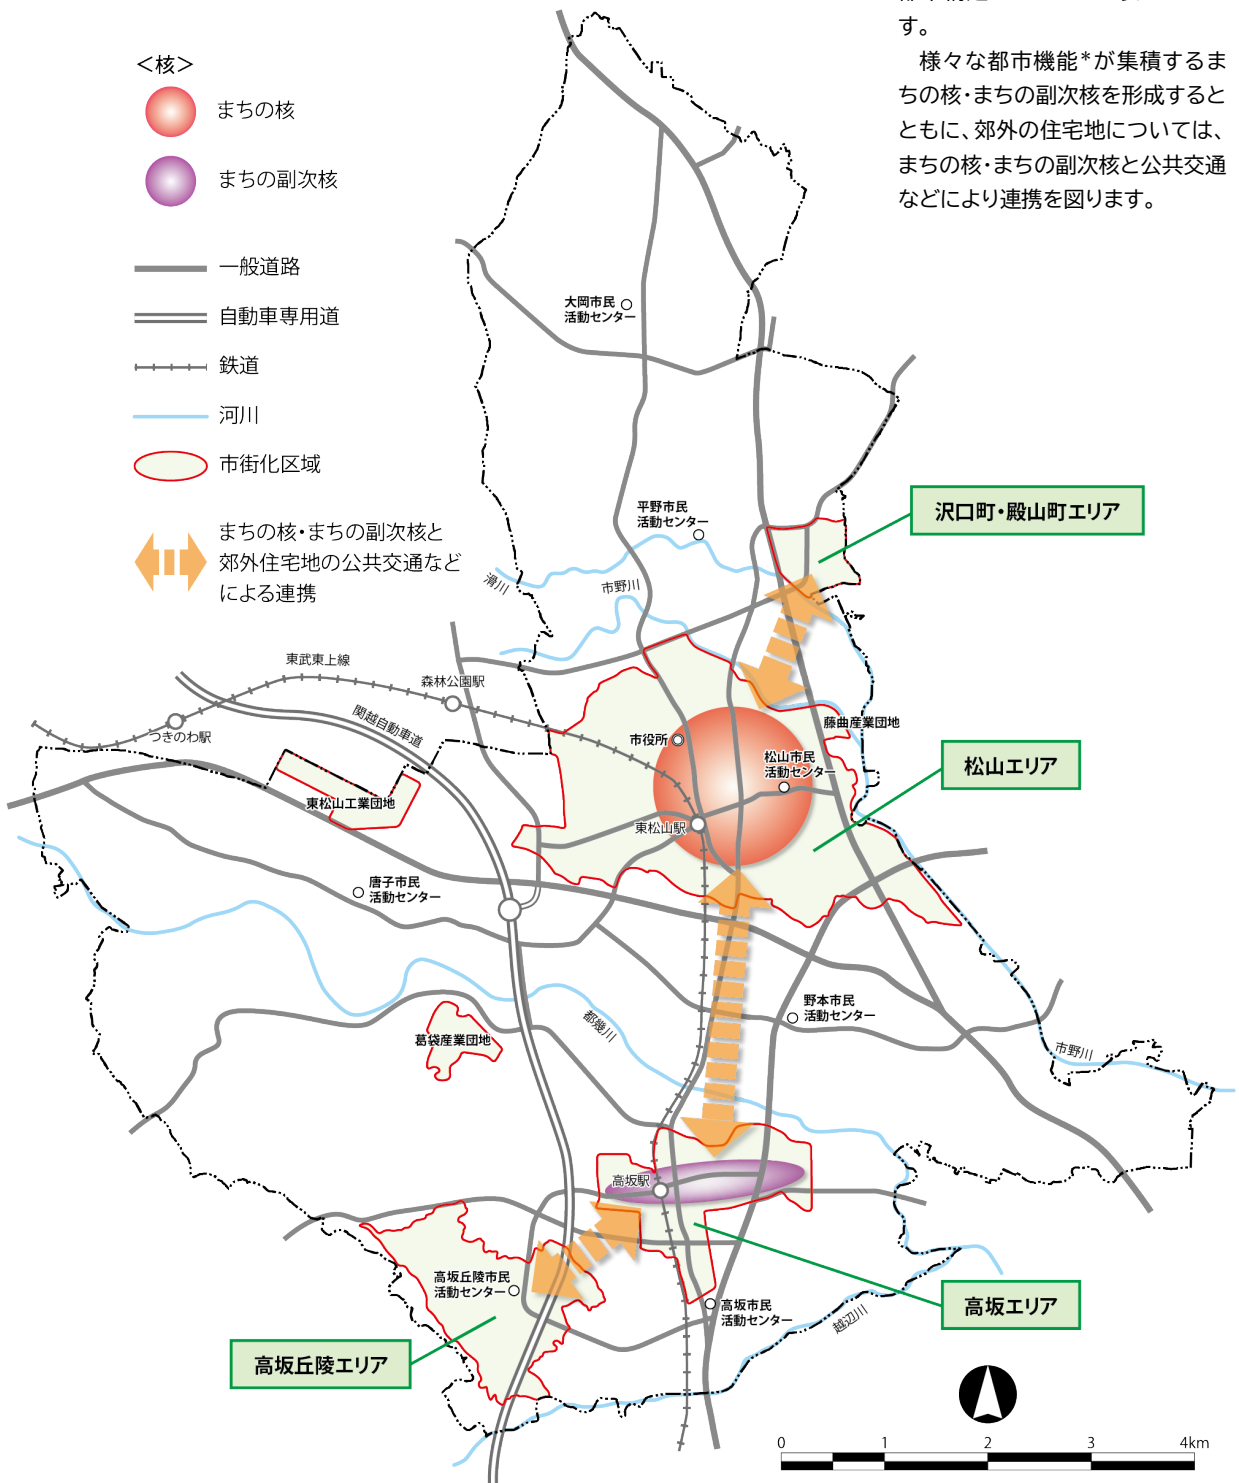 す。
様々な都市機能*が集積するま
ちの核・まちの副次核を形成すると
ともに、郊外の住宅地については、
まちの核・まちの副次核と公共交通
などにより連携を図ります。
<核>
まちの核
まちの副次核
一般道路
自動車専用道
鉄道
河川
市街化区域
まちの核・まちの副次核と
郊外住宅地の公共交通など
による連携
大岡市民
活動センター
平野市民
活動センター
沢口町・殿山町エリア
滑川
市野川
東武東上線
森林公園駅
つきのわ駅
関越自動車道
市役所
藤曲産業団地
松山市民
活動センター
松山エリア
東松山工業団地
東松山駅
唐子市民
活動センター
野本市民
活動センター
葛袋産業団地
都幾川
市野川
高坂駅
高坂丘陵市民
活動センター
高坂市民
活動センター
高坂エリア
越辺川
高坂丘陵エリア
0 1 2 3 4km